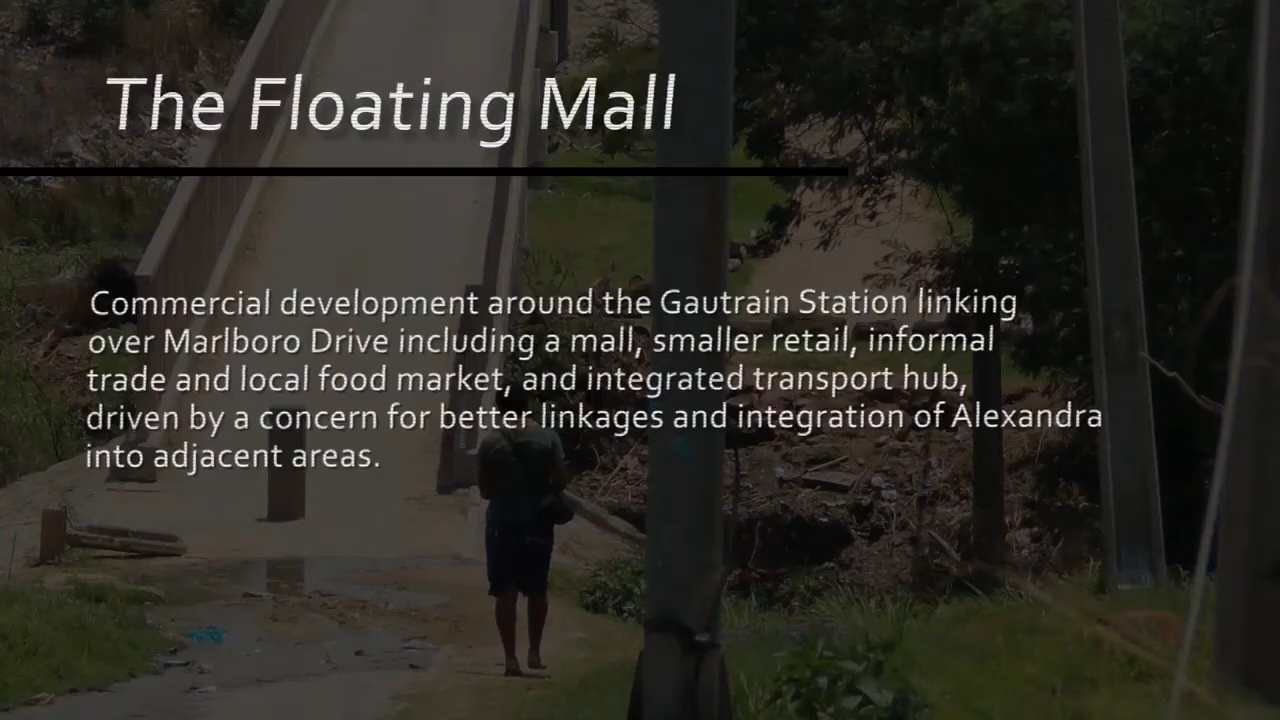 The Floating Mall
Commercial development around the Gautrain Station linking
over Marlboro Drive including a mall, smaller retail, informal
trade and local food market, and integrated transport hub,
driven by a concern for better linkages and integration of Alexandra
into adjacent areas.